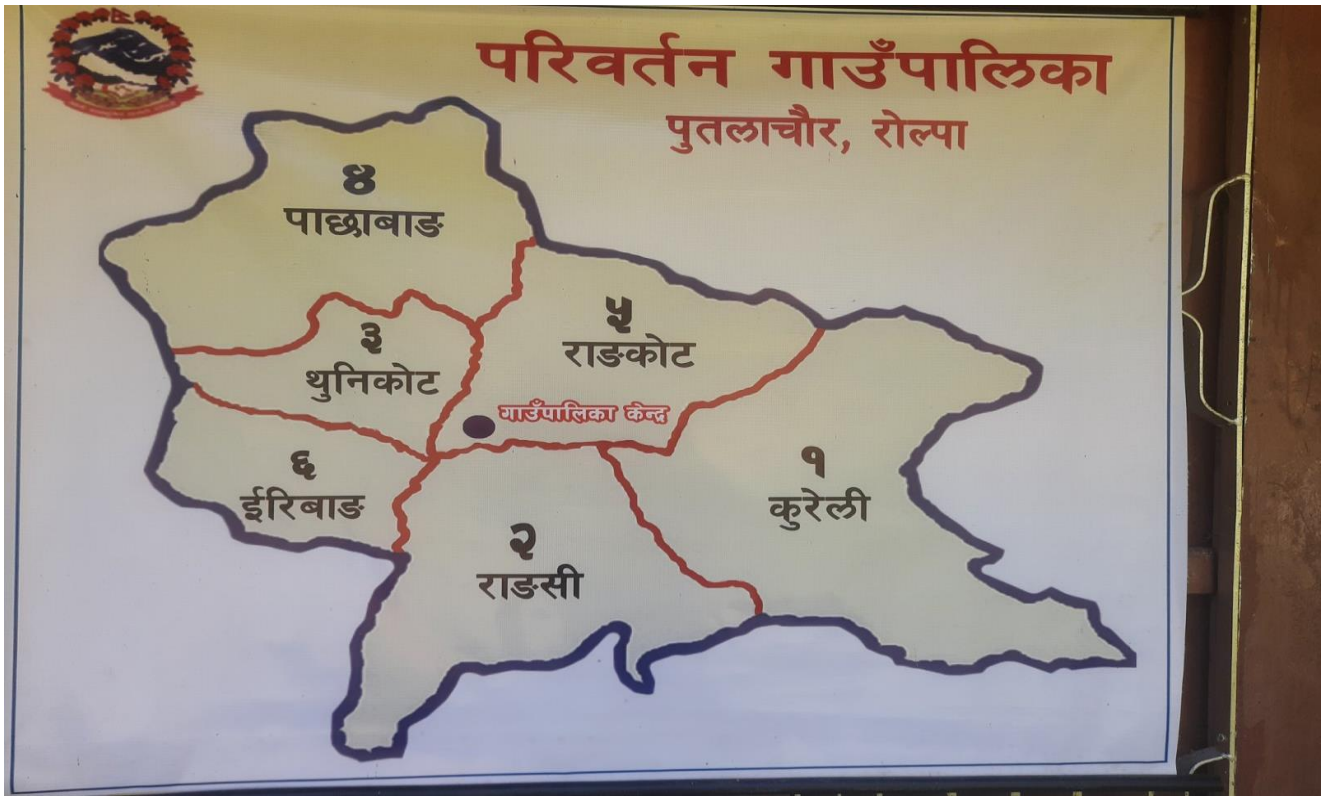 परिवर्तन गाउँपालिका
पुतलाचौर, रोल्पा
४
पाछाबाङ
५
राङकोट
३
थुनिकोट
गाउँपालिका केन्द्र
६
ईरिबाङ
१
कुरेली
२
राङसी